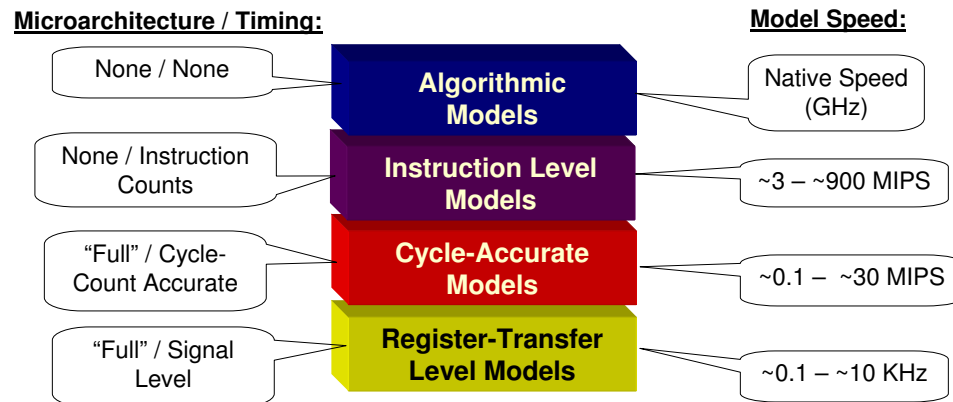 Microarchitecture / Timing:
Model Speed:
None / None
Algorithmic
Models
Native Speed
(GHz)
None / Instruction
Counts
Instruction Level
Models
~3 – ~900 MIPS
“Full” / Cycle-
Count Accurate
Cycle-Accurate
Models
~0.1 – ~30 MIPS
“Full” / Signal
Level
Register-Transfer
Level Models
~0.1 – ~10 KHz